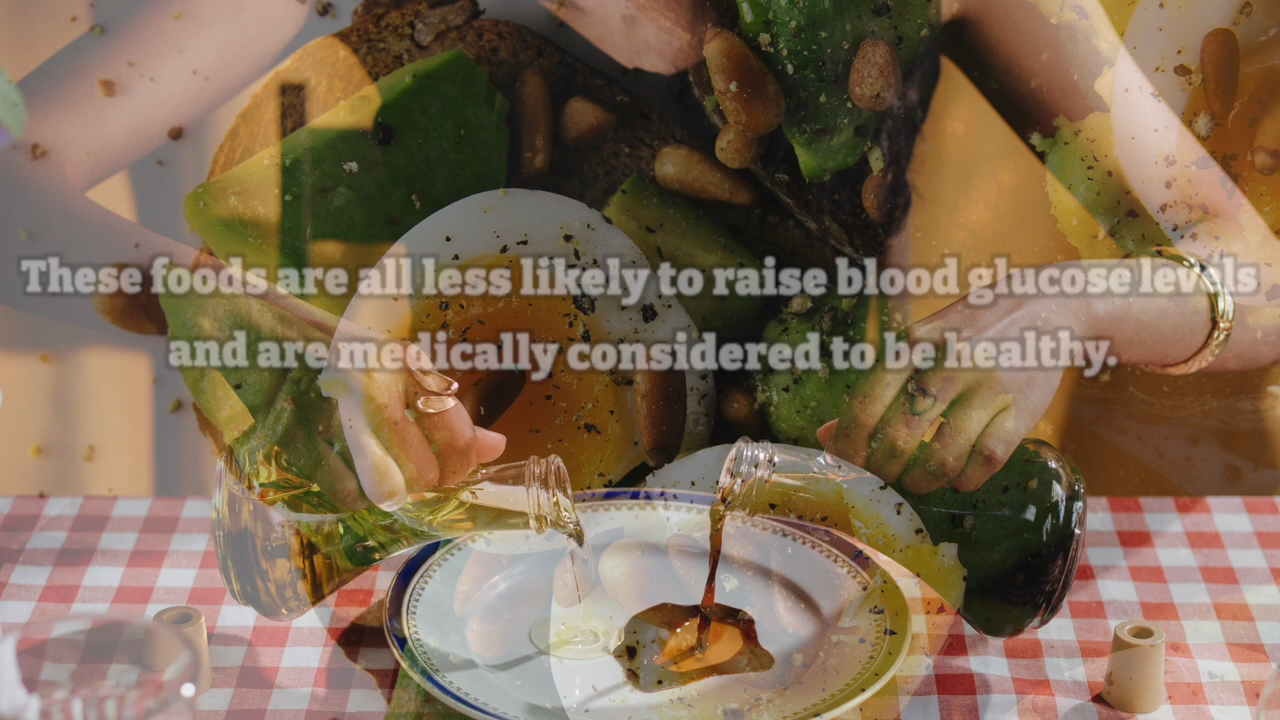 These foods are all less likely to raise blood glucose levels
and are medically considered to be healthy.